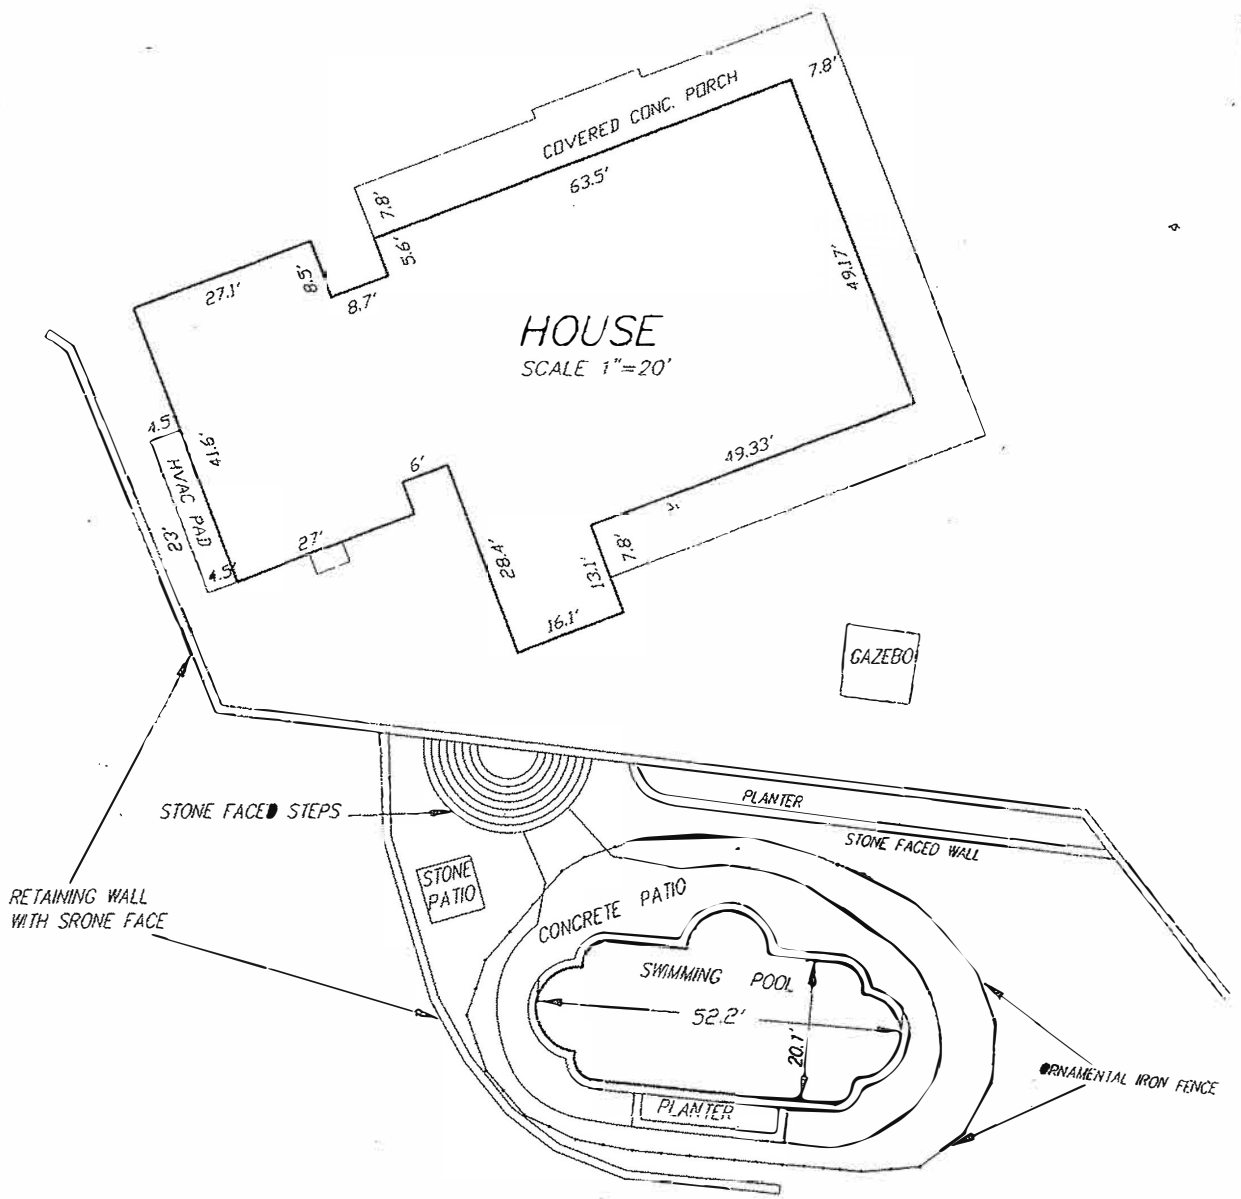 7.8'
COVERED CONC. PORCH
63.5'
7.8'
5.6'
8.5'
8.7'
27.1'
49.17'
HOUSE
SCALE 1"=20'
4.5'
41.6'
HVAC PAD
23'
4.5'
27'
6'
28.4'
49.33'
7.8'
13.1'
16.1'
GAZEBO
PLANTER
STONE FACED WALL
STONE FACED STEPS
STONE
PATIO
RETAINING WALL
WITH SRONE FACE
CONCRETE PATIO
SWIMMING POOL
52.2'
20.1'
PLANTER
ORNAMENTAL IRON FENCE